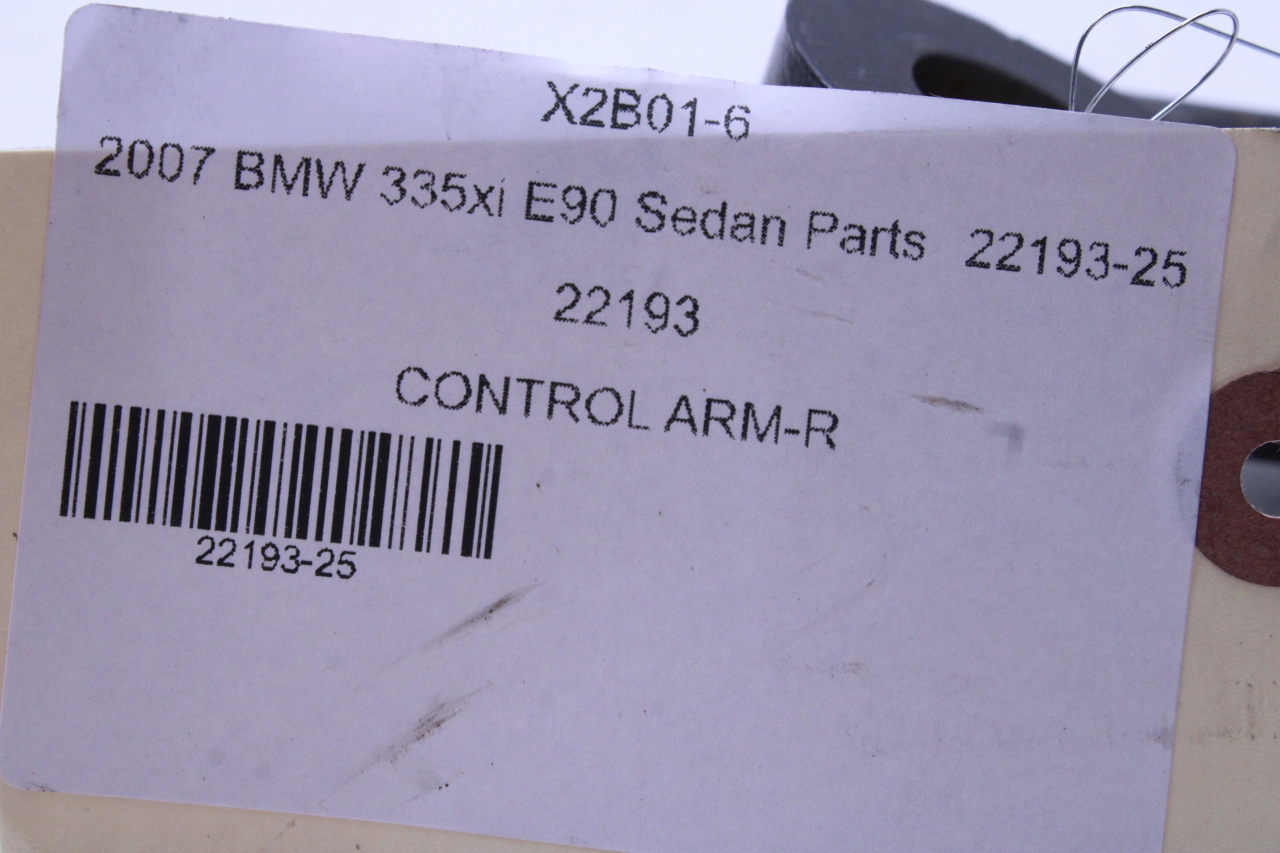 X2B01-6
2007 BMW 335xi E90 Sedan Parts 22193-25
22193
CONTROL ARM-R
22193-25